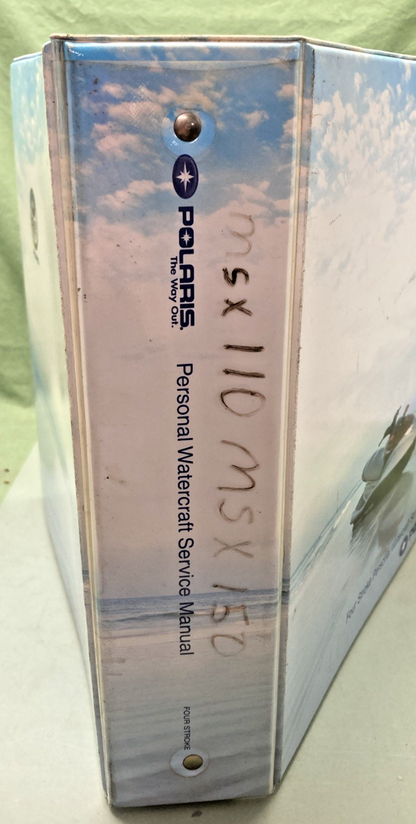 POLARIS.
The Way Out.
Personal Watercraft Service Manual
FOUR STROKE
msx 110 MSX 150